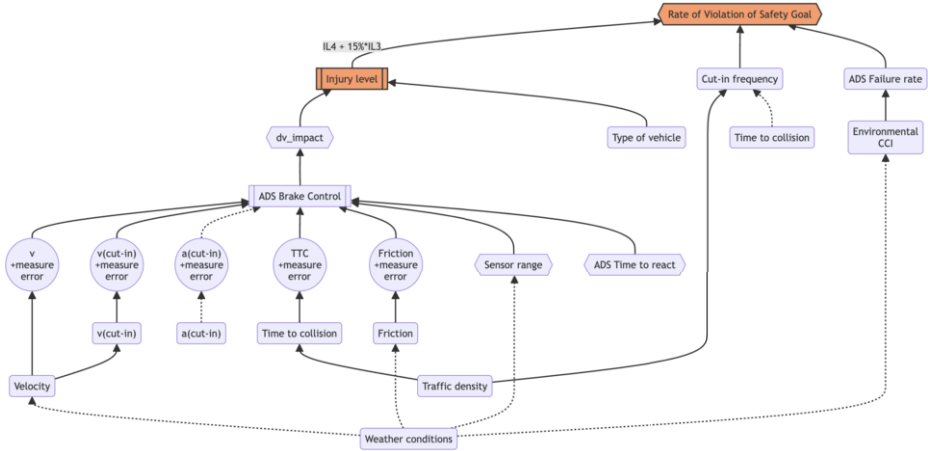 Rate of Violation of Safety Goal
IL4 + 15%*IL3
Injury level
Cut-in frequency
ADS Failure rate
dv_impact
Type of vehicle
Time to collision
Environmental
CCI
ADS Brake Control
v
+measure
error
v(cut-in)
+measure
error
a(cut-in)
+measure
error
TTC
+measure
error
Friction
+measure
error
Sensor range
ADS Time to react
v(cut-in)
a(cut-in)
Time to collision
Friction
Velocity
Traffic density
Weather conditions